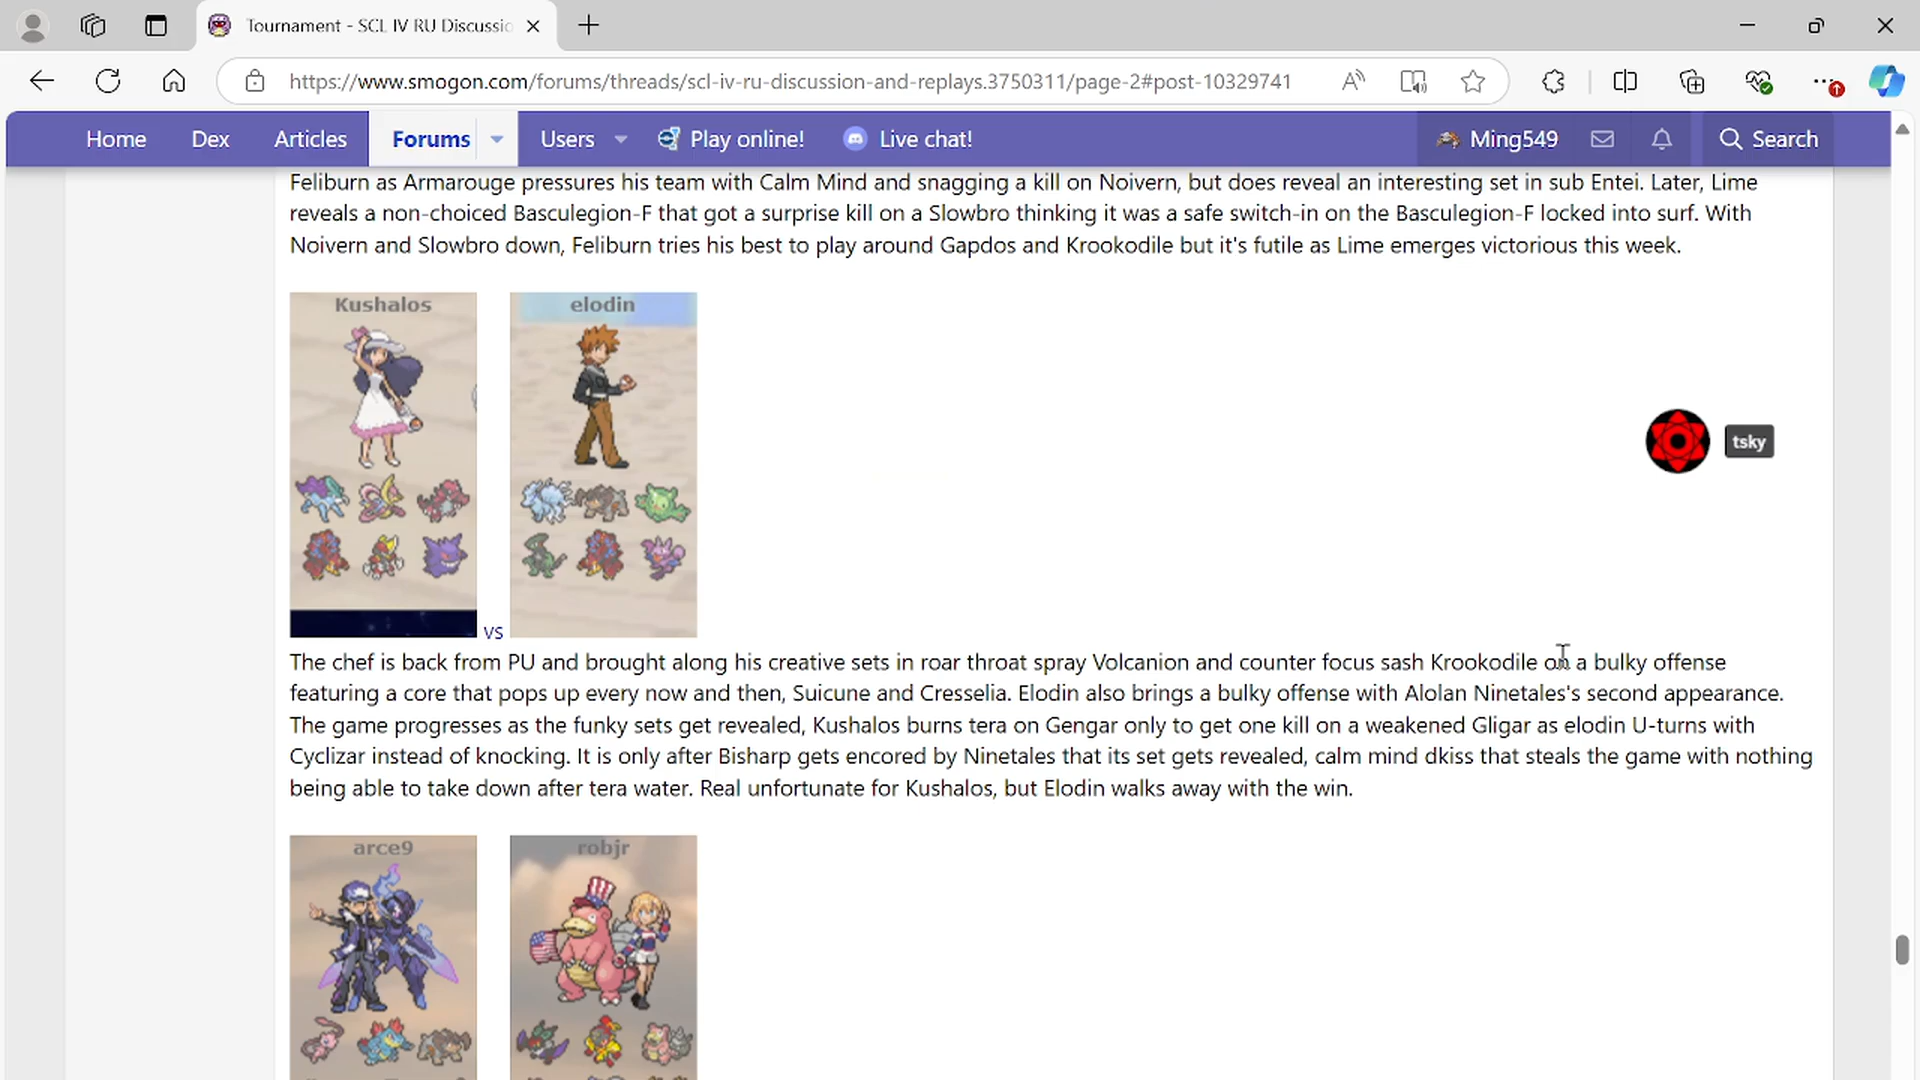 Tournament - SCL IV RU Discussio
https://www.smogon.com/forums/threads/scl-iv-ru-discussion-and-replays.3750311/page-2#post-10329741
Home Dex Articles Forums Users Play online! Live chat! Ming549 Search
Feliburn as Armarouge pressures his team with Calm Mind and snagging a kill on Noivern, but does reveal an interesting set in sub Entei. Later, Lime
reveals a non-choiced Basculegion-F that got a surprise kill on a Slowbro thinking it was a safe switch-in on the Basculegion-F locked into surf. With
Noivern and Slowbro down, Feliburn tries his best to play around Gapdos and Krookodile but it's futile as Lime emerges victorious this week.
Kushalos elodin
tsky
vs
The chef is back from PU and brought along his creative sets in roar throat spray Volcanion and counter focus sash Krookodile on a bulky offense
featuring a core that pops up every now and then, Suicune and Cresselia. Elodin also brings a bulky offense with Alolan Ninetales's second appearance.
The game progresses as the funky sets get revealed, Kushalos burns tera on Gengar only to get one kill on a weakened Gligar as elodin U-turns with
Cyclizar instead of knocking. It is only after Bisharp gets encored by Ninetales that its set gets revealed, calm mind dkiss that steals the game with nothing
being able to take down after tera water. Real unfortunate for Kushalos, but Elodin walks away with the win.
arce9 robjr